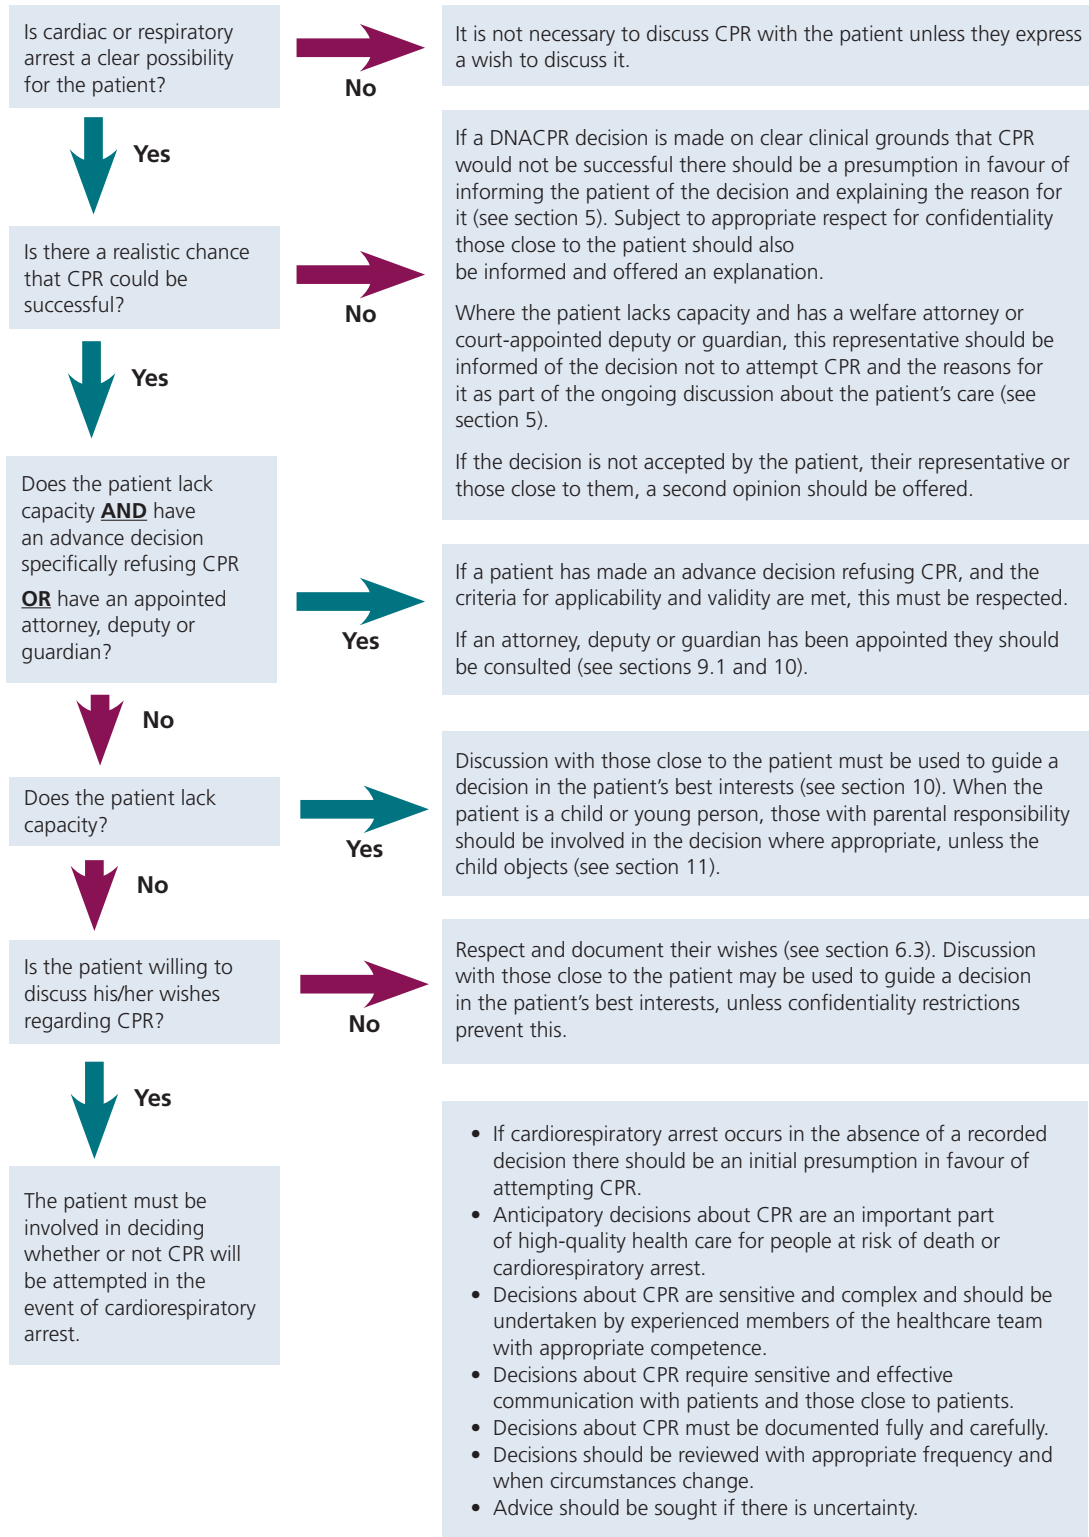 Is cardiac or respiratory
arrest a clear possibility
for the patient?
No
It is not necessary to discuss CPR with the patient unless they express
a wish to discuss it.
Yes
Is there a realistic chance
that CPR could be
successful?
No
If a DNACPR decision is made on clear clinical grounds that CPR
would not be successful there should be a presumption in favour of
informing the patient of the decision and explaining the reason for
it (see section 5). Subject to appropriate respect for confidentiality
those close to the patient should also
be informed and offered an explanation.
Where the patient lacks capacity and has a welfare attorney or
court-appointed deputy or guardian, this representative should be
informed of the decision not to attempt CPR and the reasons for
it as part of the ongoing discussion about the patient’s care (see
section 5).
If the decision is not accepted by the patient, their representative or
those close to them, a second opinion should be offered.
Yes
Does the patient lack
capacity AND have
an advance decision
specifically refusing CPR
OR have an appointed
attorney, deputy or
guardian?
Yes
If a patient has made an advance decision refusing CPR, and the
criteria for applicability and validity are met, this must be respected.
If an attorney, deputy or guardian has been appointed they should
be consulted (see sections 9.1 and 10).
No
Does the patient lack
capacity?
Yes
Discussion with those close to the patient must be used to guide a
decision in the patient’s best interests (see section 10). When the
patient is a child or young person, those with parental responsibility
should be involved in the decision where appropriate, unless the
child objects (see section 11).
No
Is the patient willing to
discuss his/her wishes
regarding CPR?
No
Respect and document their wishes (see section 6.3). Discussion
with those close to the patient may be used to guide a decision
in the patient’s best interests, unless confidentiality restrictions
prevent this.
Yes
The patient must be
involved in deciding
whether or not CPR will
be attempted in the
event of cardiorespiratory
arrest.
• If cardiorespiratory arrest occurs in the absence of a recorded
decision there should be an initial presumption in favour of
attempting CPR.
• Anticipatory decisions about CPR are an important part
of high-quality health care for people at risk of death or
cardiorespiratory arrest.
• Decisions about CPR are sensitive and complex and should be
undertaken by experienced members of the healthcare team
with appropriate competence.
• Decisions about CPR require sensitive and effective
communication with patients and those close to patients.
• Decisions about CPR must be documented fully and carefully.
• Decisions should be reviewed with appropriate frequency and
when circumstances change.
• Advice should be sought if there is uncertainty.